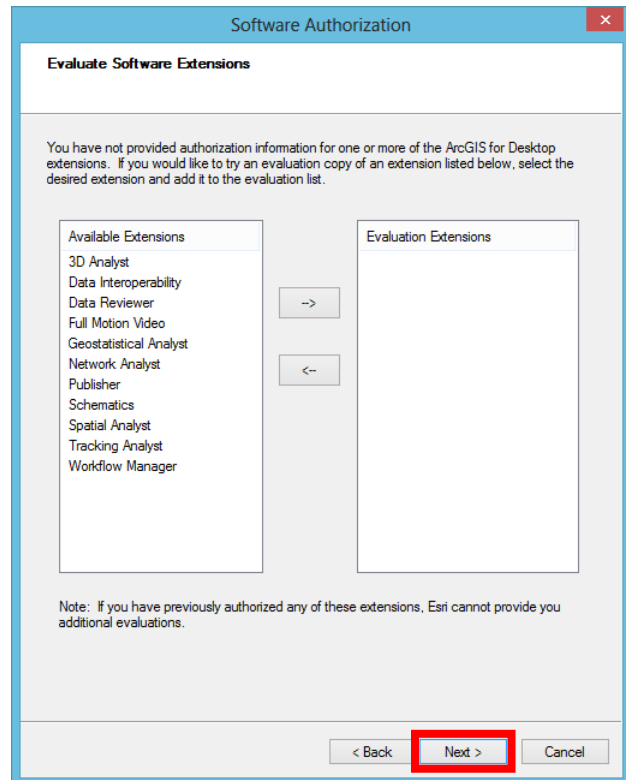 Software Authorization
×
Evaluate Software Extensions
You have not provided authorization information for one or more of the ArcGIS for Desktop
extensions. If you would like to try an evaluation copy of an extension listed below, select the
desired extension and add it to the evaluation list.
Available Extensions
3D Analyst
Data Interoperability
Data Reviewer
Full Motion Video
Geostatistical Analyst
Network Analyst
Publisher
Schematics
Spatial Analyst
Tracking Analyst
Workflow Manager
-->
<--
Evaluation Extensions
Note: If you have previously authorized any of these extensions, Esri cannot provide you
additional evaluations.
< Back Next > Cancel